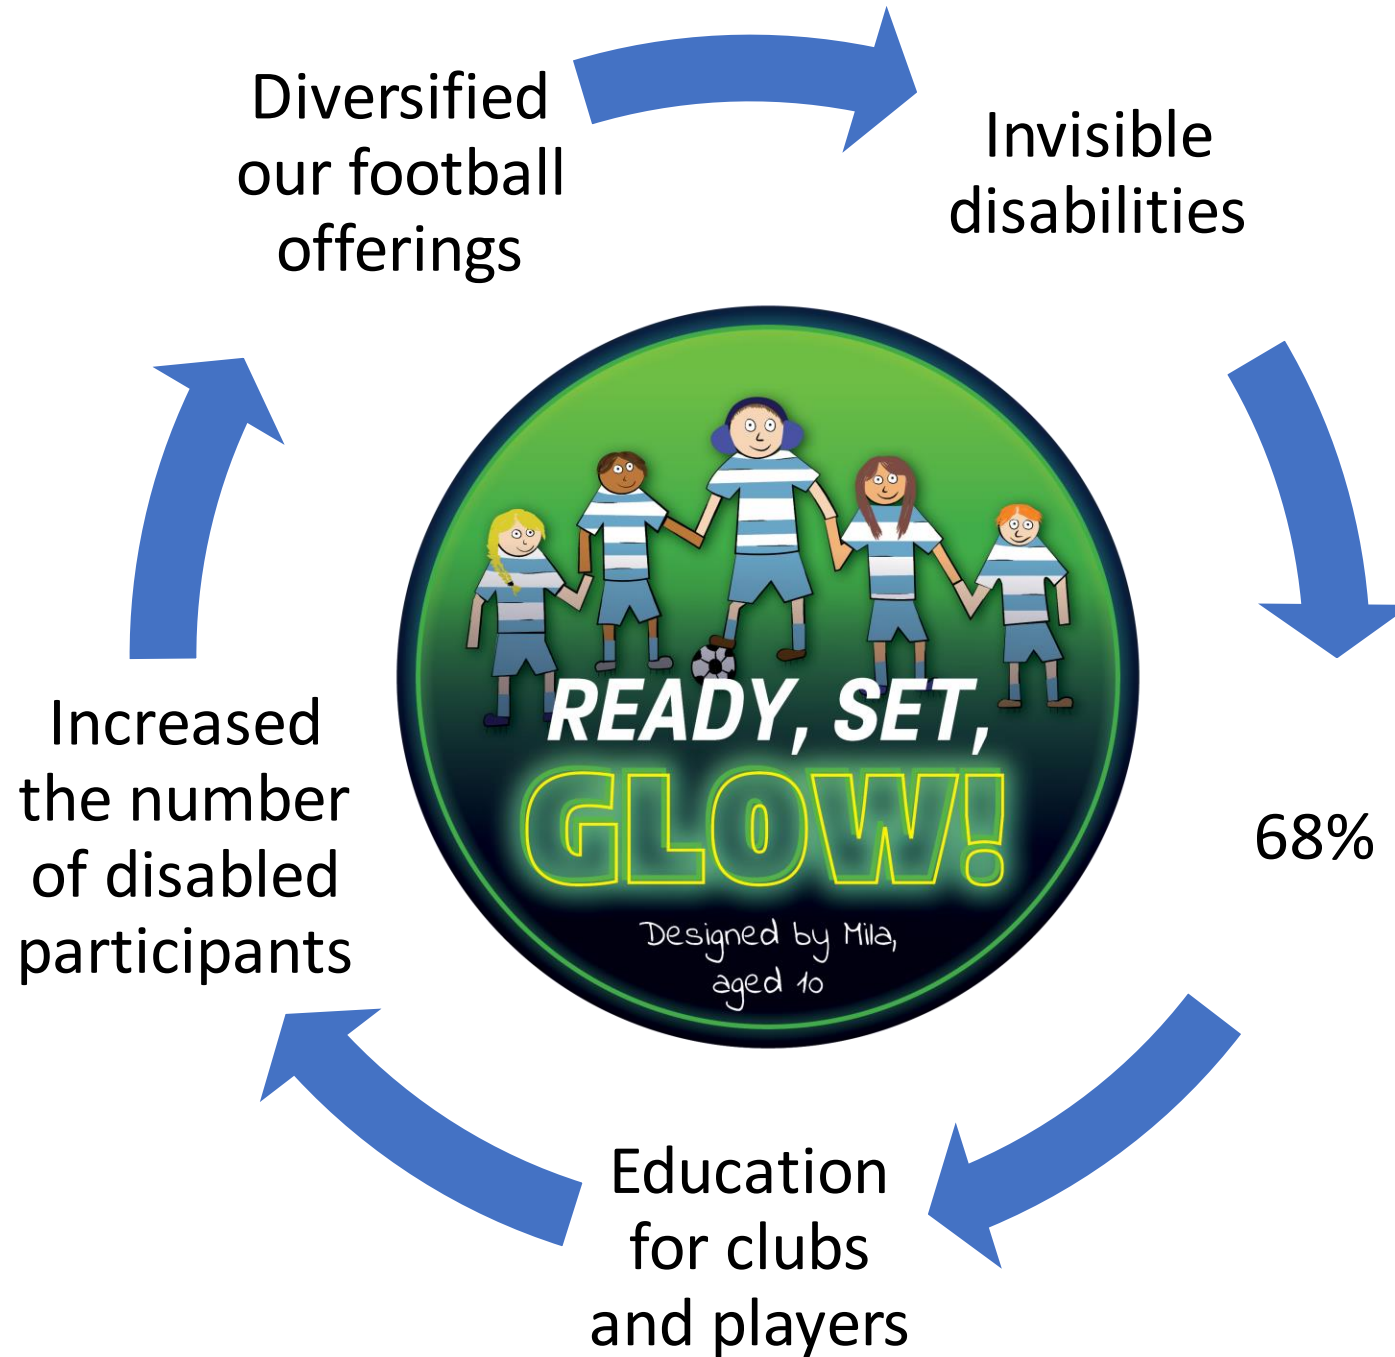 Diversified
our football
offerings
Invisible
disabilities
68%
Education
for clubs
and players
Increased
the number
of disabled
participants
READY, SET,
GLOW!
Designed by Mila,
aged 10